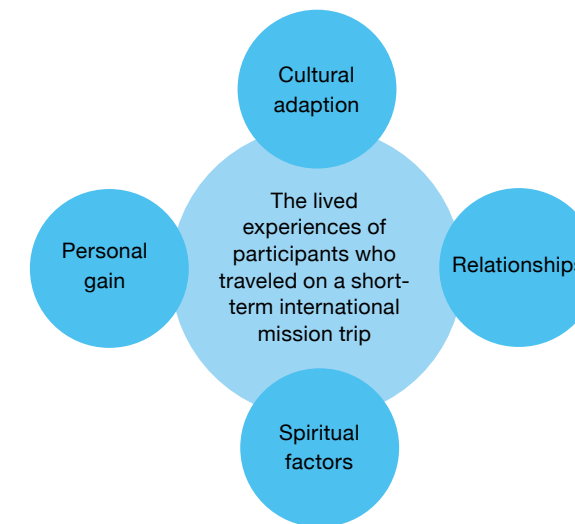 Cultural
adaption
The lived
experiences of
participants who
traveled on a short-
term international
mission trip
Personal
gain
Relationships
Spiritual
factors